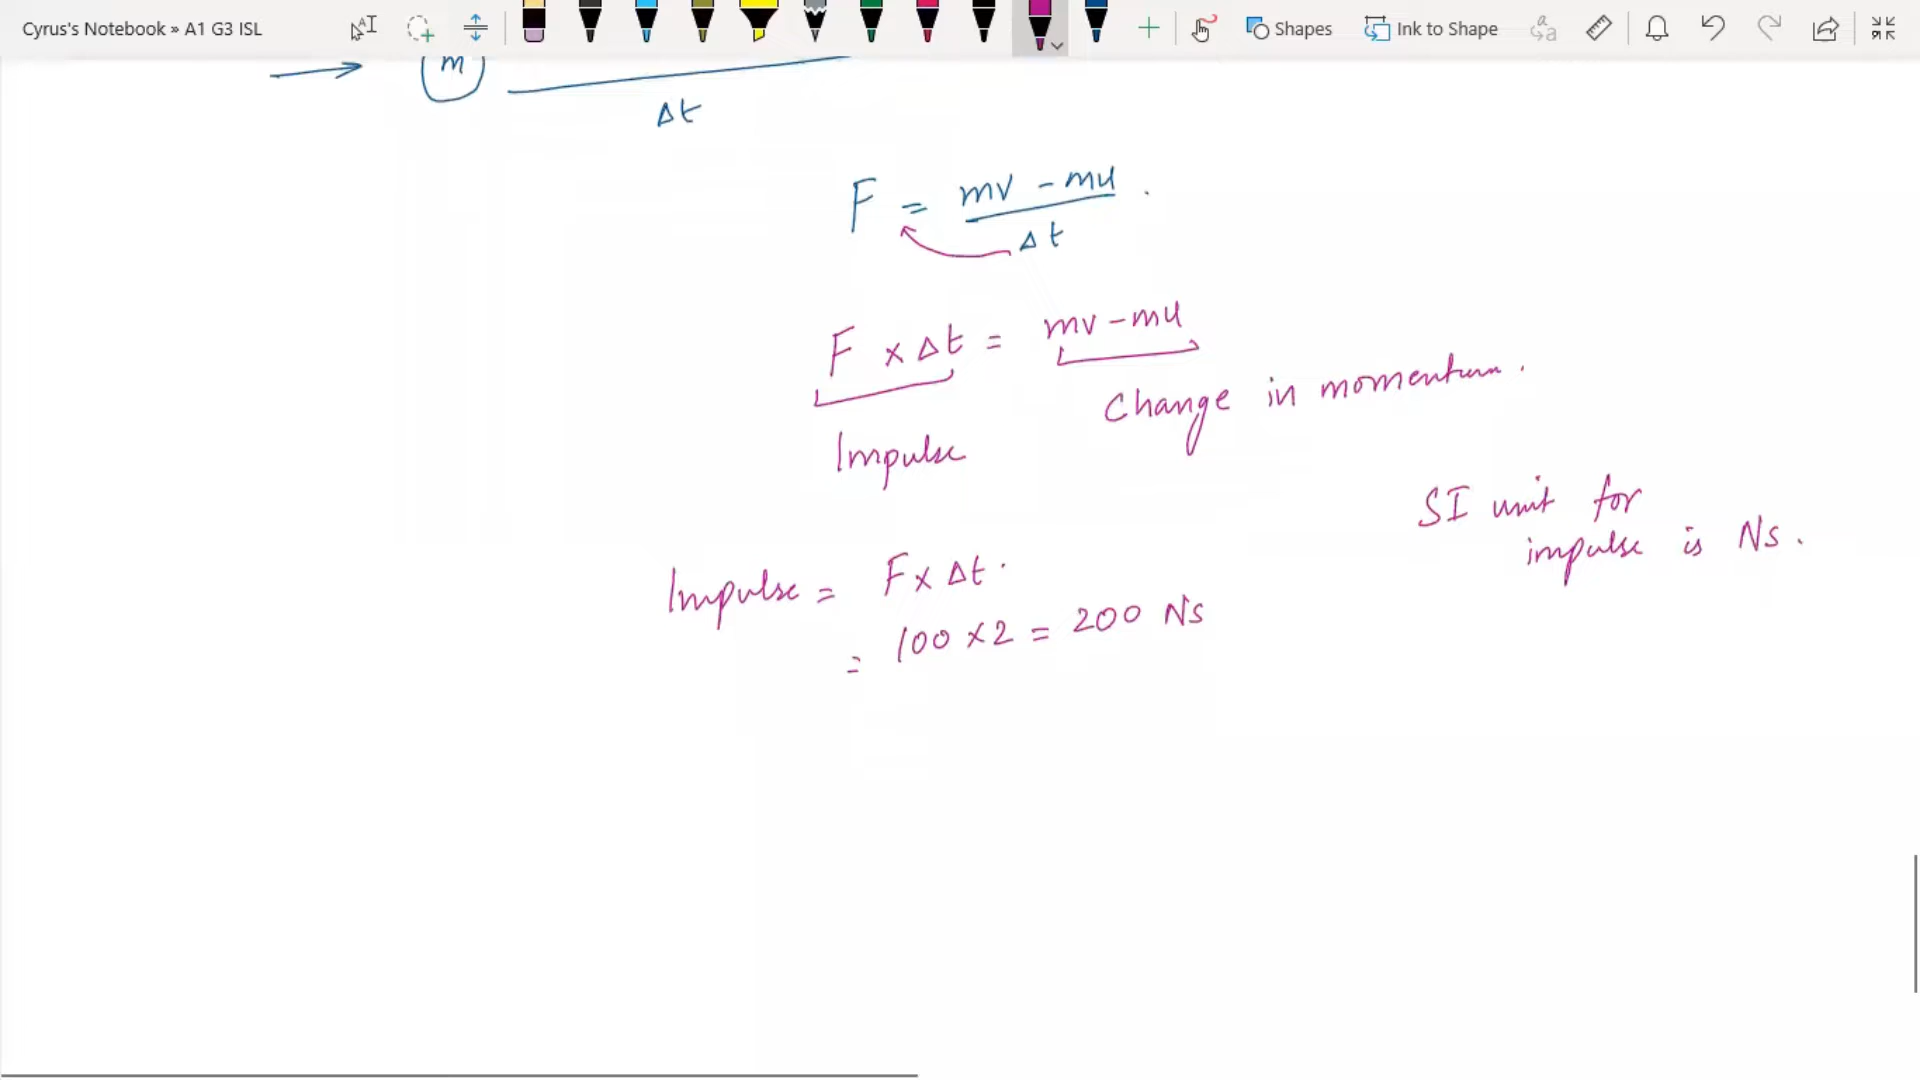 Cyrus's Notebook » A1 G3 ISL
Shapes
Ink to Shape
m
Δt
F = mv - mu
Δt
F × Δt = mv - mu
Impulse
Change in momentum.
SI unit for
impulse is Ns.
Impulse = F × Δt.
= 100 × 2 = 200 Ns